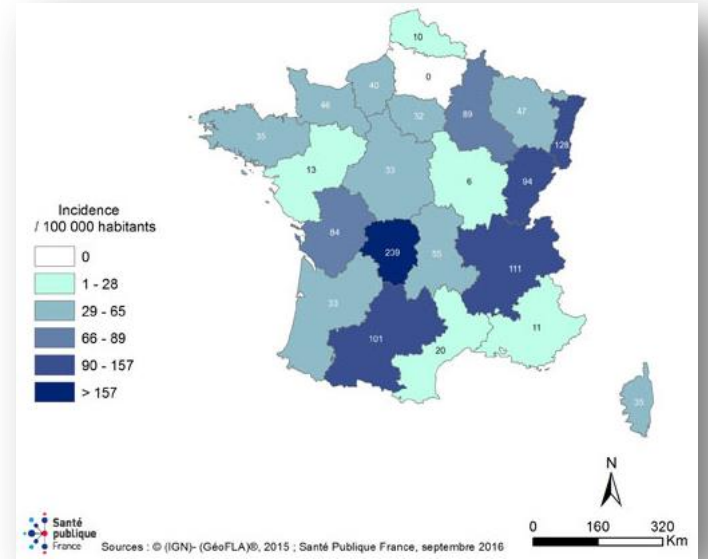 10
0
40
46
32
89
47
128
35
13
33
6
94
84
239
55
111
33
101
20
11
35
Incidence
/ 100 000 habitants
0
1 - 28
29 - 65
66 - 89
90 - 157
> 157
N
0 160 320
Km
Santé
publique
France
Sources : © (IGN)- (GéoFLA)®, 2015 ; Santé Publique France, septembre 2016